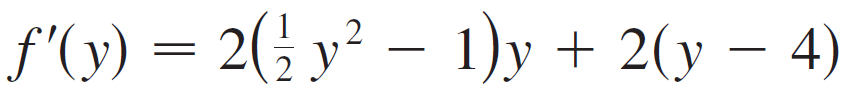 f′(y) = 2(½ y² − 1)y + 2(y − 4)